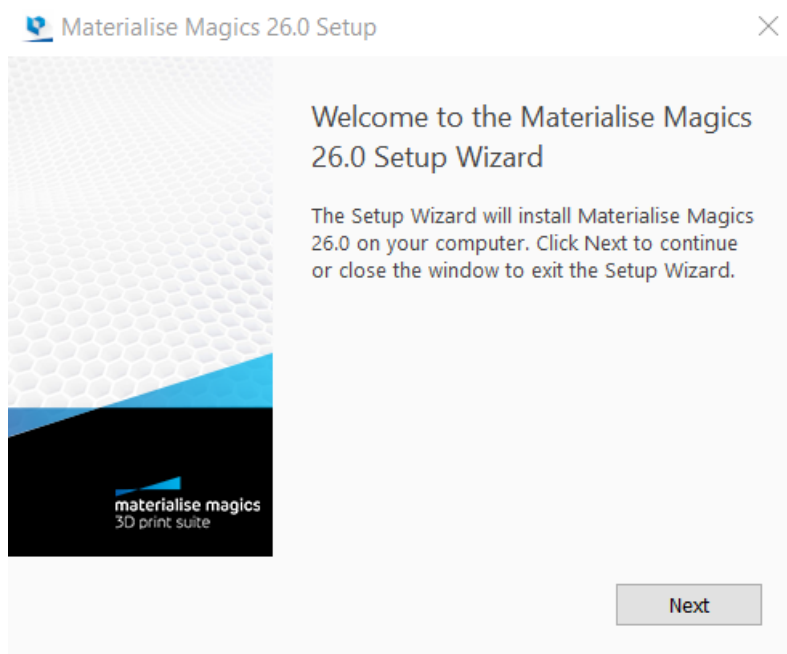 Materialise Magics 26.0 Setup
Welcome to the Materialise Magics
26.0 Setup Wizard
The Setup Wizard will install Materialise Magics
26.0 on your computer. Click Next to continue
or close the window to exit the Setup Wizard.
materialise magics
3D print suite
Next